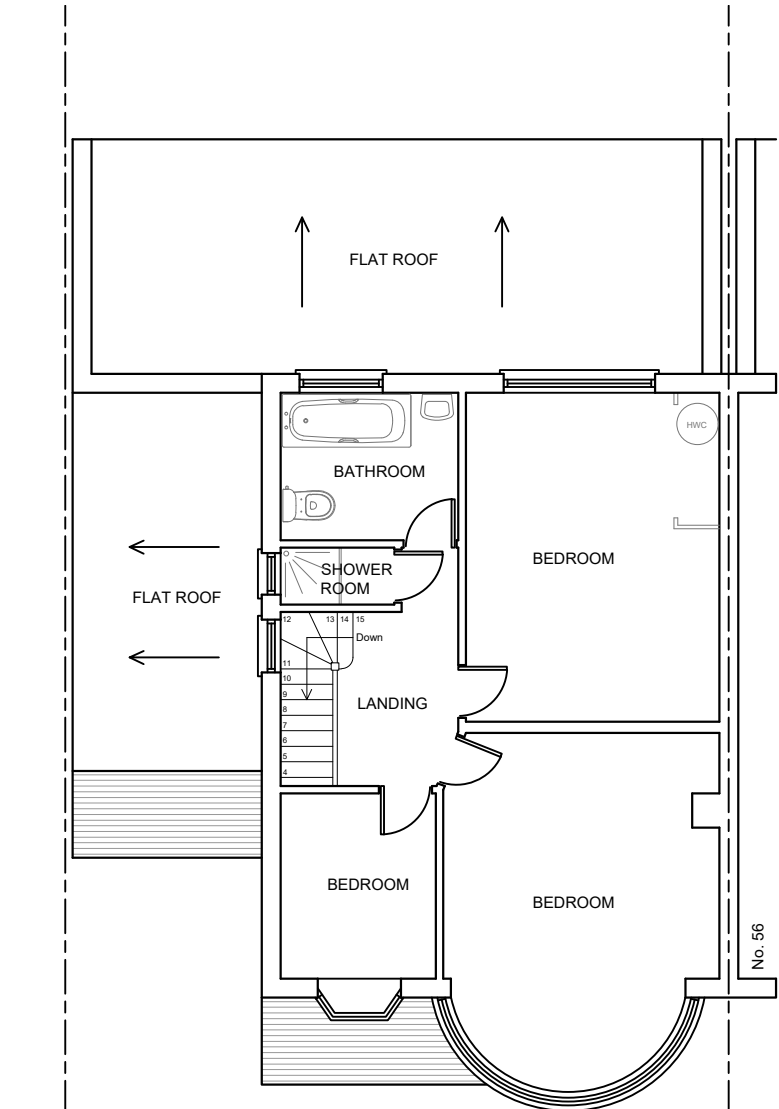 FLAT ROOF
HWC
BATHROOM
BEDROOM
SHOWER
ROOM
FLAT ROOF
12 13 14 15
Down
11
10
9
8
7
6
5
4
LANDING
BEDROOM
BEDROOM
No. 56